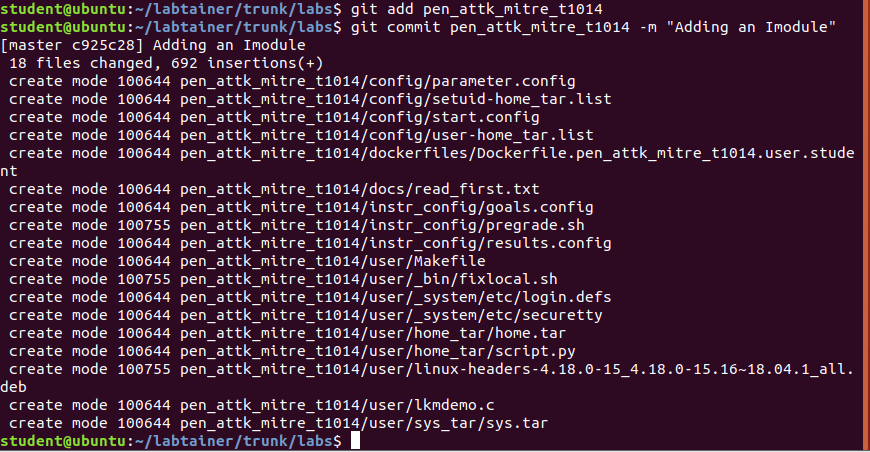 student@ubuntu:~/labtainer/trunk/labs$ git add pen_attk_mitre_t1014
student@ubuntu:~/labtainer/trunk/labs$ git commit pen_attk_mitre_t1014 -m "Adding an Imodule"
[master c925c28] Adding an Imodule
 18 files changed, 692 insertions(+)
 create mode 100644 pen_attk_mitre_t1014/config/parameter.config
 create mode 100644 pen_attk_mitre_t1014/config/setuid-home_tar.list
 create mode 100644 pen_attk_mitre_t1014/config/start.config
 create mode 100644 pen_attk_mitre_t1014/config/user-home_tar.list
 create mode 100644 pen_attk_mitre_t1014/dockerfiles/Dockerfile.pen_attk_mitre_t1014.user.stude
nt
 create mode 100644 pen_attk_mitre_t1014/docs/read_first.txt
 create mode 100644 pen_attk_mitre_t1014/instr_config/goals.config
 create mode 100755 pen_attk_mitre_t1014/instr_config/pregrade.sh
 create mode 100644 pen_attk_mitre_t1014/instr_config/results.config
 create mode 100644 pen_attk_mitre_t1014/user/Makefile
 create mode 100755 pen_attk_mitre_t1014/user/_bin/fixlocal.sh
 create mode 100644 pen_attk_mitre_t1014/user/_system/etc/login.defs
 create mode 100644 pen_attk_mitre_t1014/user/_system/etc/securetty
 create mode 100644 pen_attk_mitre_t1014/user/home_tar/home.tar
 create mode 100644 pen_attk_mitre_t1014/user/home_tar/script.py
 create mode 100755 pen_attk_mitre_t1014/user/linux-headers-4.18.0-15_4.18.0-15.16~18.04.1_all.
deb
 create mode 100644 pen_attk_mitre_t1014/user/lkmdemo.c
 create mode 100644 pen_attk_mitre_t1014/user/sys_tar/sys.tar
student@ubuntu:~/labtainer/trunk/labs$